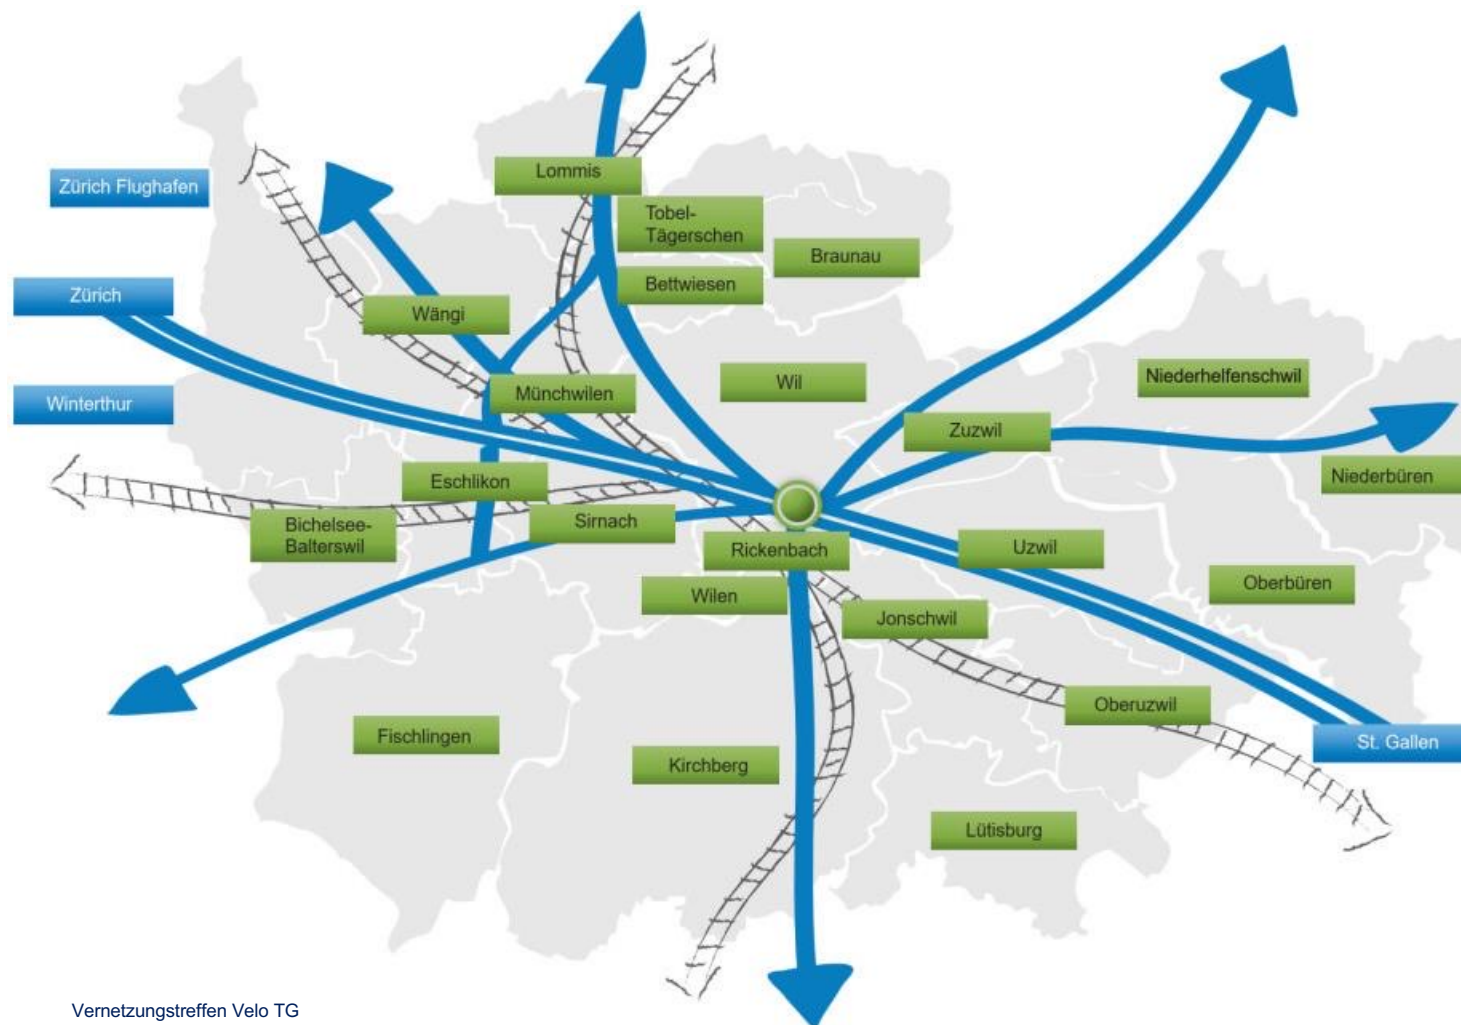 Lommis
Zürich Flughafen
Tobel-
Tägerschen
Braunau
Bettwiesen
Zürich
Wängi
Niederhelfenschwil
Wil
Münchwilen
Winterthur
Zuzwil
Niederbüren
Eschlikon
Sirnach
Bichelsee-
Balterswil
Rickenbach
Uzwil
Oberbüren
Wilen
Jonschwil
Oberuzwil
Fischlingen
St. Gallen
Kirchberg
Lütisburg
Vernetzungstreffen Velo TG